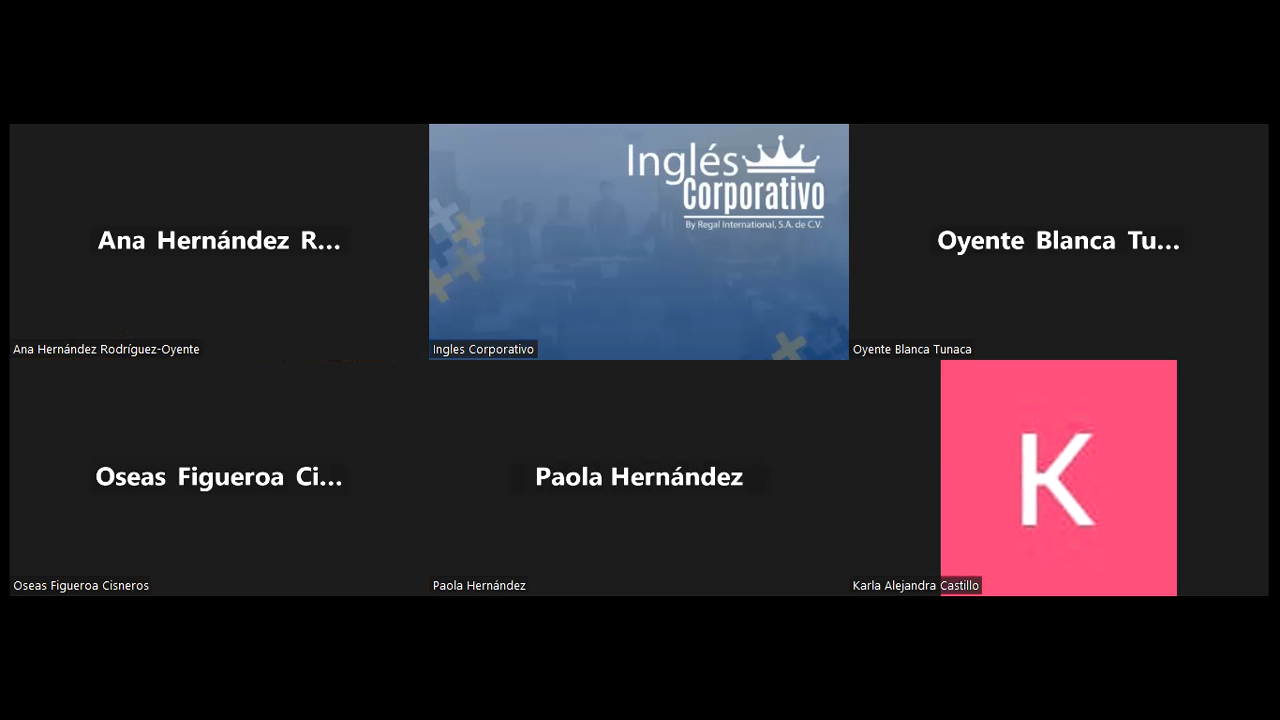 Ana Hernández R...
Ana Hernández Rodríguez-Oyente
Inglés
Corporativo
By Regal International, S.A. de C.V.
Ingles Corporativo
Oyente Blanca Tu...
Oyente Blanca Tunaca
Oseas Figueroa Ci...
Oseas Figueroa Cisneros
Paola Hernández
Paola Hernández
K
Karla Alejandra Castillo